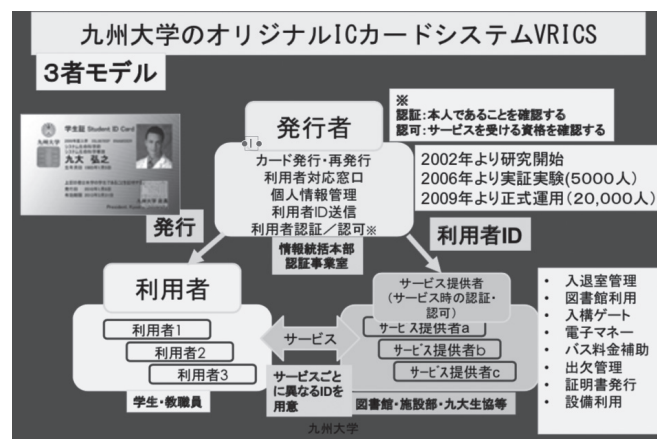 九州大学のオリジナルICカードシステムVRICS
3者モデル
学生証 Student ID Card
九州大学
九大 弘之
発行者
カード発行・再発行
利用者対応窓口
個人情報管理
利用者ID送信
利用者認証/認可※
情報統括本部
認証事業室
※
認証:本人であることを確認する
認可:サービスを受ける資格を確認する
2002年より研究開始
2006年より実証実験(5000人)
2009年より正式運用(20,000人)
発行
利用者ID
利用者
利用者1
利用者2
利用者3
学生・教職員
サービス
サービスごと
に異なるIDを
用意
サービス提供者
(サービス時の認証・
認可)
サービス提供者a
サービス提供者b
サービス提供者c
図書館・施設部・九大生協等
・ 入退室管理
・ 図書館利用
・ 入構ゲート
・ 電子マネー
・ バス料金補助
・ 出欠管理
・ 証明書発行
・ 設備利用
九州大学